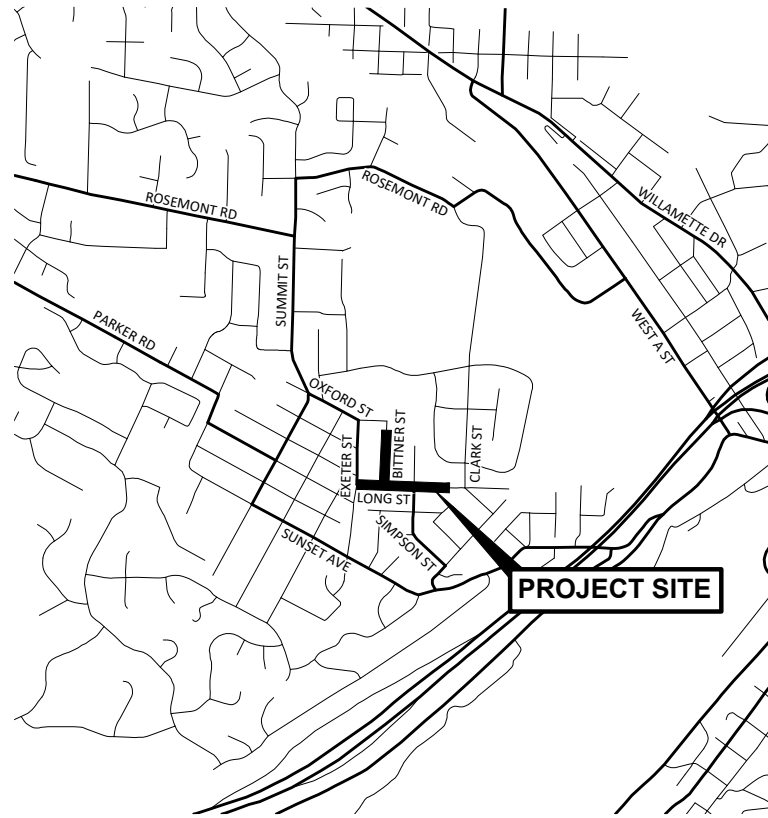 ROSEMONT RD
ROSEMONT RD
WILLAMETTE DR
SUMMIT ST
PARKER RD
WEST A ST
OXFORD ST
BITTNER ST
EXETER ST
CLARK ST
LONG ST
SIMPSON ST
SUNSET AVE
PROJECT SITE